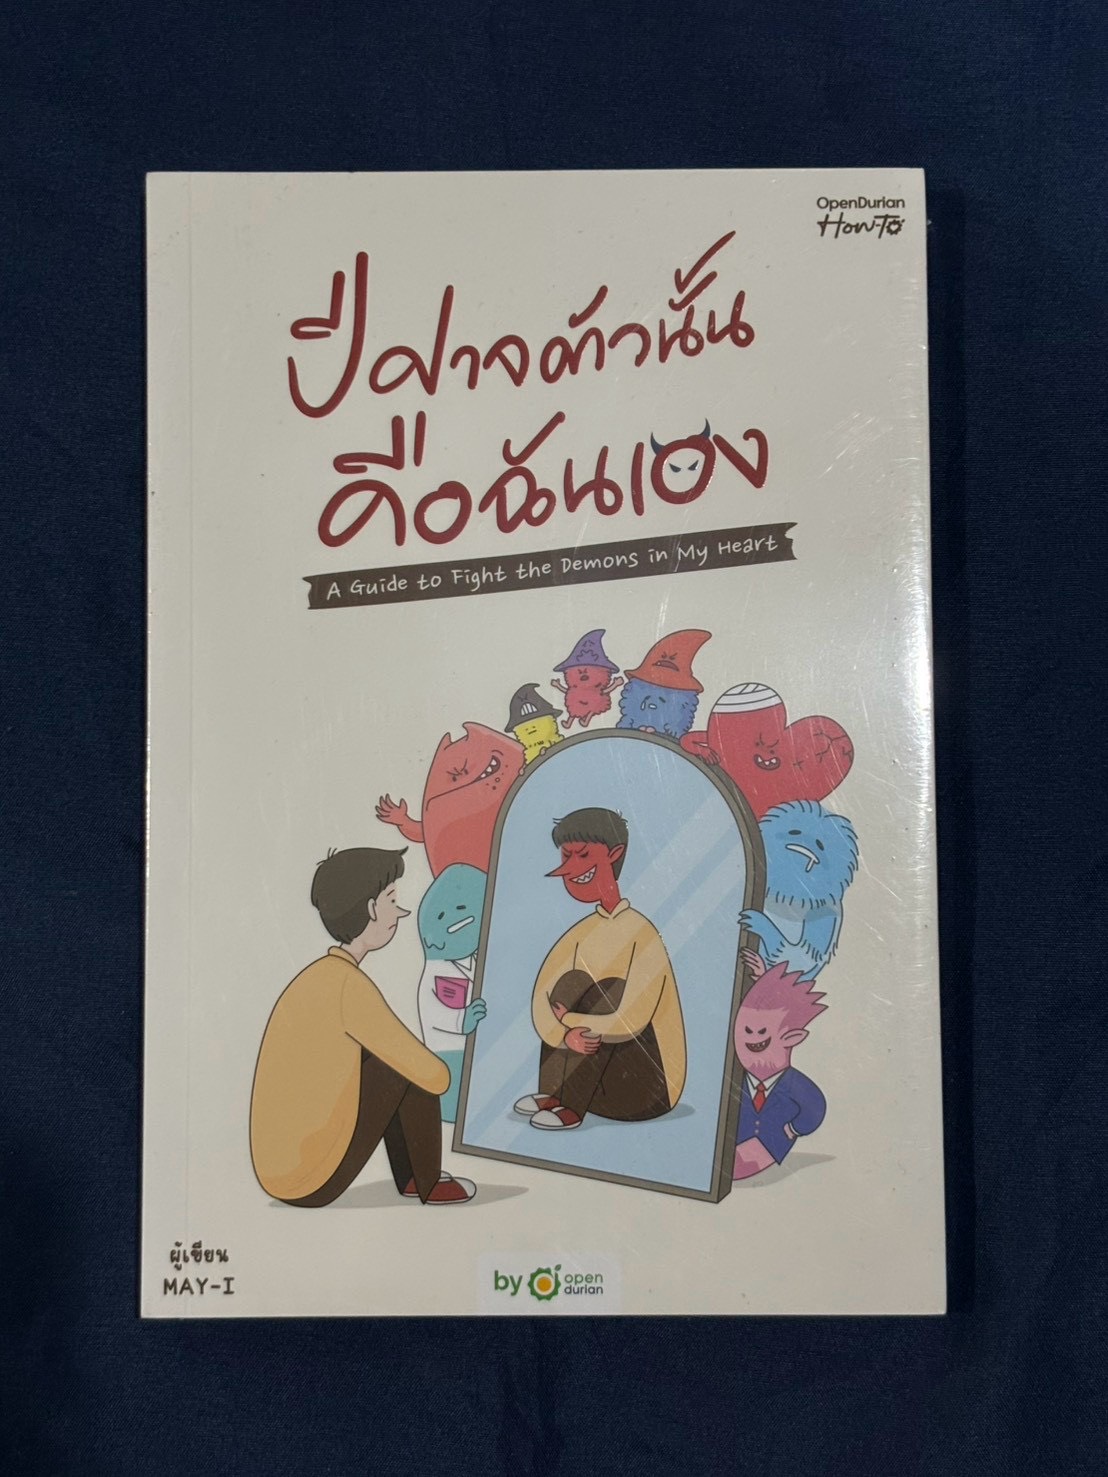 OpenDurian
How-To
ปีศาจตัวนั้น
คือฉันเอง
A Guide to Fight the Demons in My Heart
ผู้เขียน
MAY-I
by open
durian